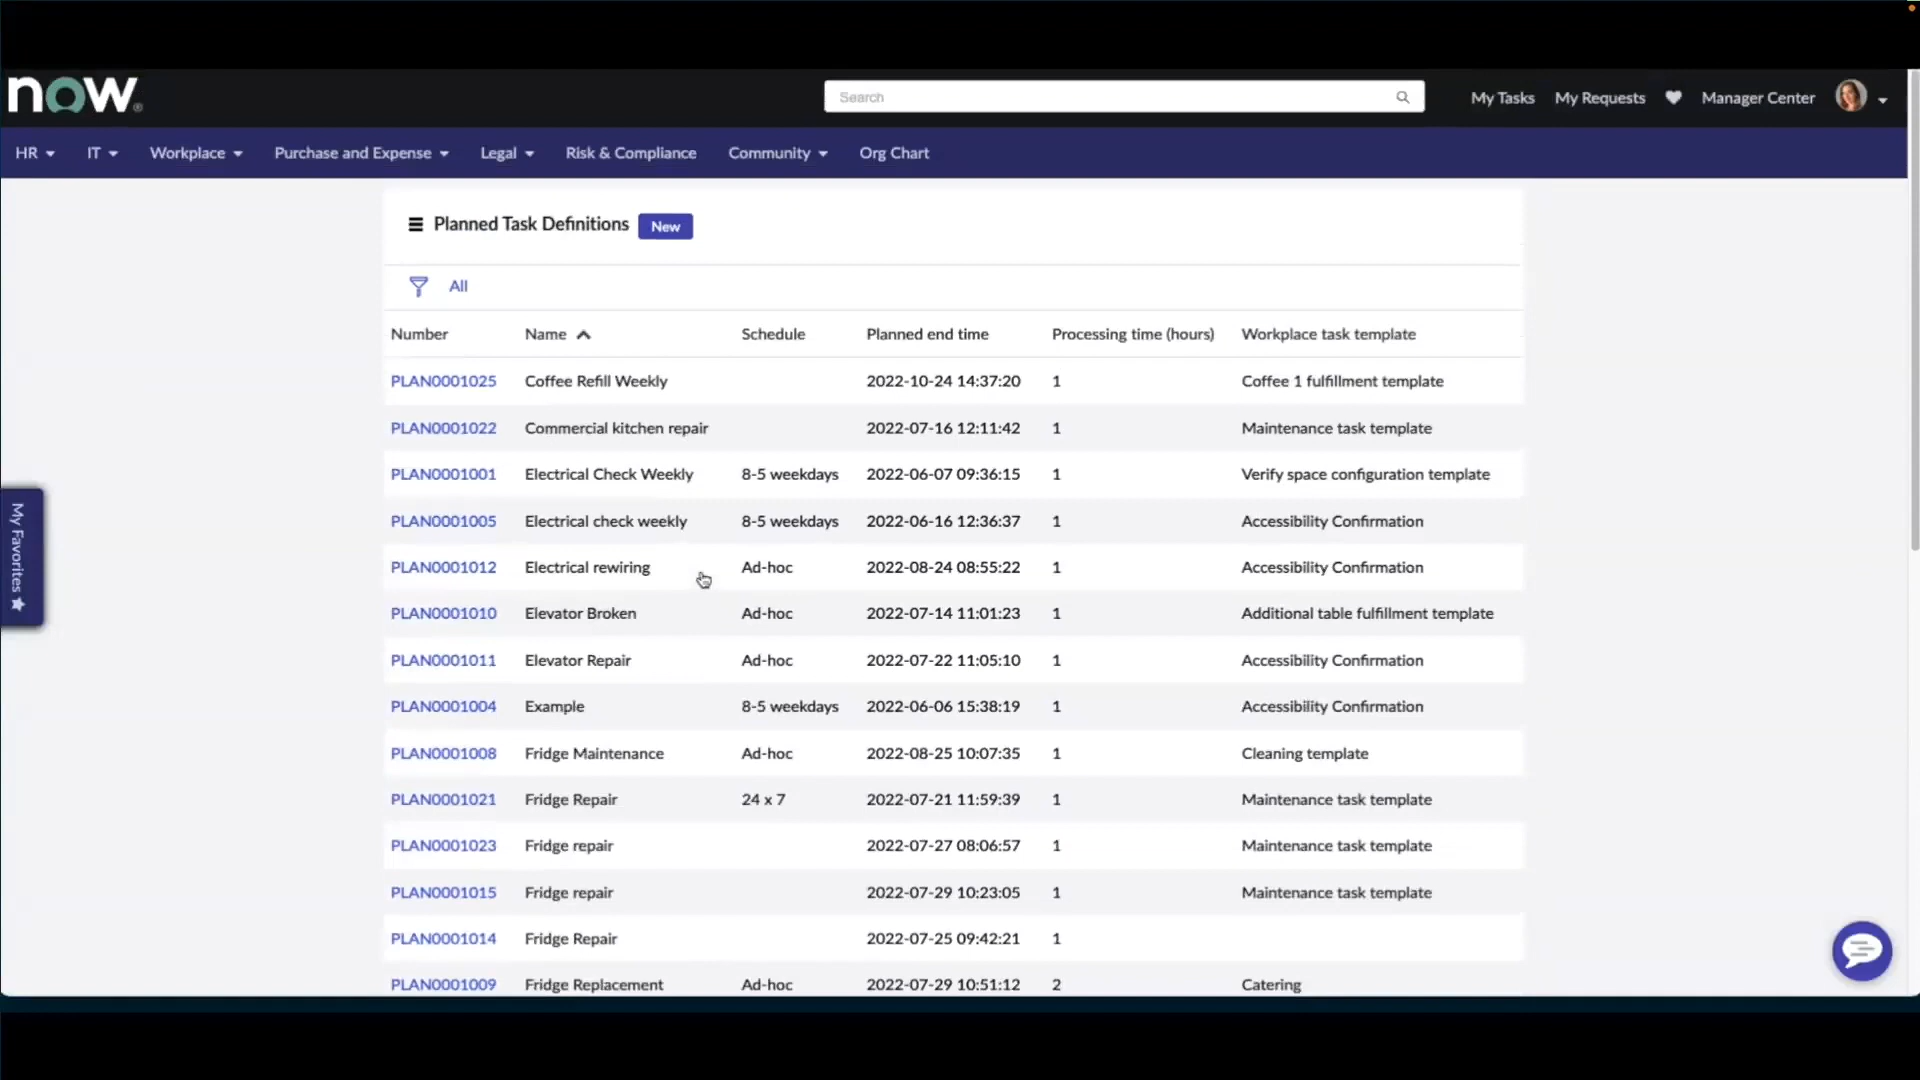 now
Search
My Tasks My Requests Manager Center
HR IT Workplace Purchase and Expense Legal Risk & Compliance Community Org Chart
Planned Task Definitions New
All
Number Name Schedule Planned end time Processing time (hours) Workplace task template
PLAN0001025 Coffee Refill Weekly 2022-10-24 14:37:20 1 Coffee 1 fulfillment template
PLAN0001022 Commercial kitchen repair 2022-07-16 12:11:42 1 Maintenance task template
PLAN0001001 Electrical Check Weekly 8-5 weekdays 2022-06-07 09:36:15 1 Verify space configuration template
PLAN0001005 Electrical check weekly 8-5 weekdays 2022-06-16 12:36:37 1 Accessibility Confirmation
PLAN0001012 Electrical rewiring Ad-hoc 2022-08-24 08:55:22 1 Accessibility Confirmation
PLAN0001010 Elevator Broken Ad-hoc 2022-07-14 11:01:23 1 Additional table fulfillment template
PLAN0001011 Elevator Repair Ad-hoc 2022-07-22 11:05:10 1 Accessibility Confirmation
PLAN0001004 Example 8-5 weekdays 2022-06-06 15:38:19 1 Accessibility Confirmation
PLAN0001008 Fridge Maintenance Ad-hoc 2022-08-25 10:07:35 1 Cleaning template
PLAN0001021 Fridge Repair 24 x 7 2022-07-21 11:59:39 1 Maintenance task template
PLAN0001023 Fridge repair 2022-07-27 08:06:57 1 Maintenance task template
PLAN0001015 Fridge repair 2022-07-29 10:23:05 1 Maintenance task template
PLAN0001014 Fridge Repair 2022-07-25 09:42:21 1
PLAN0001009 Fridge Replacement Ad-hoc 2022-07-29 10:51:12 2 Catering
My Favorites